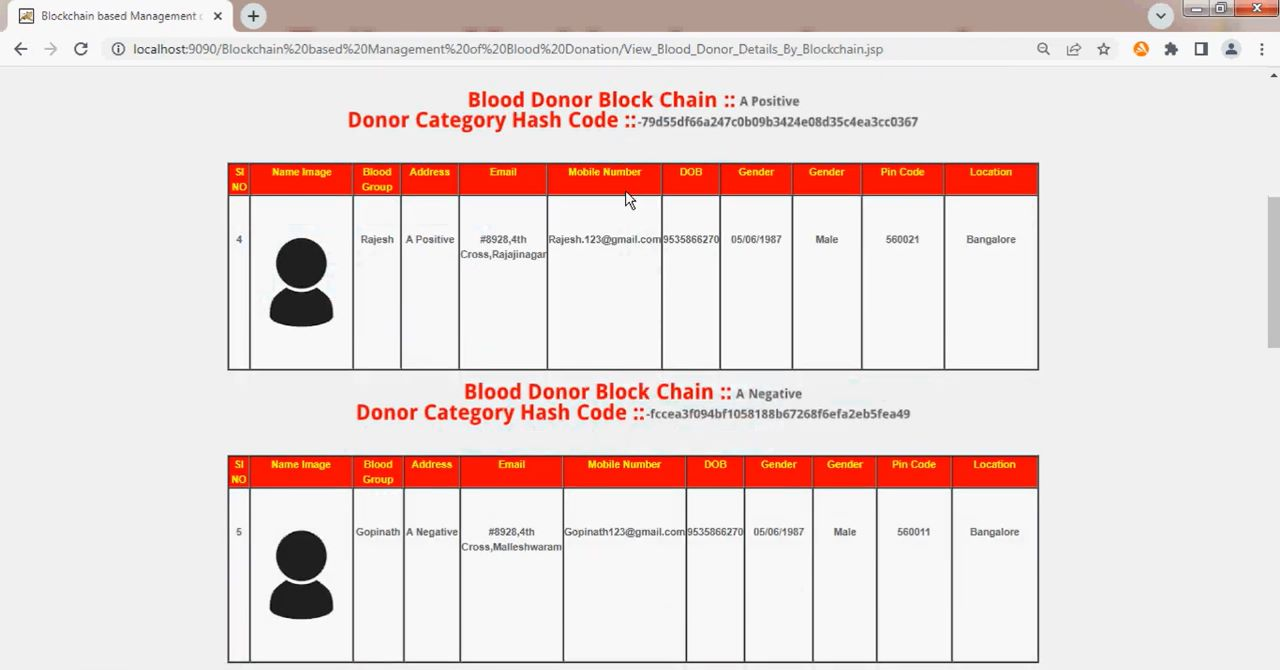 Blockchain based Management o
localhost:9090/Blockchain%20based%20Management%20of%20Blood%20Donation/View_Blood_Donor_Details_By_Blockchain.jsp
Blood Donor Block Chain :: A Positive
Donor Category Hash Code ::-79d55df66a247c0b09b3424e08d35c4ea3cc0367
SI NO Name Image Blood Group Address Email Mobile Number DOB Gender Gender Pin Code Location
4 Rajesh A Positive #8928,4th Cross,Rajajinagar Rajesh.123@gmail.com 9535866270 05/06/1987 Male 560021 Bangalore
Blood Donor Block Chain :: A Negative
Donor Category Hash Code ::-fccea3f094bf1058188b67268f6efa2eb5fea49
SI NO Name Image Blood Group Address Email Mobile Number DOB Gender Gender Pin Code Location
5 Gopinath A Negative #8928,4th Cross,Malleshwaram Gopinath123@gmail.com 9535866270 05/06/1987 Male 560011 Bangalore